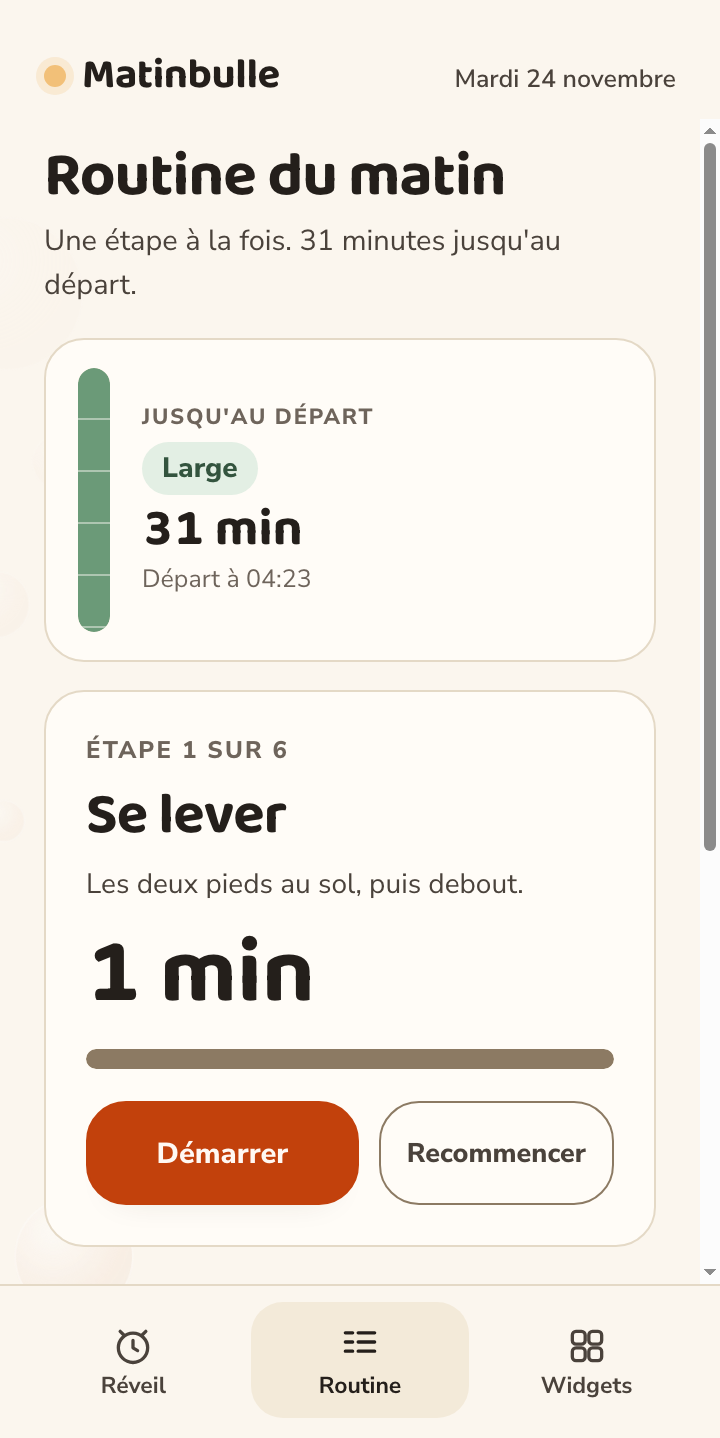 Matinbulle
Mardi 24 novembre
Routine du matin
Une étape à la fois. 31 minutes jusqu'au
départ.
JUSQU'AU DÉPART
Large
31 min
Départ à 04:23
ÉTAPE 1 SUR 6
Se lever
Les deux pieds au sol, puis debout.
1 min
Démarrer
Recommencer
Réveil
Routine
Widgets